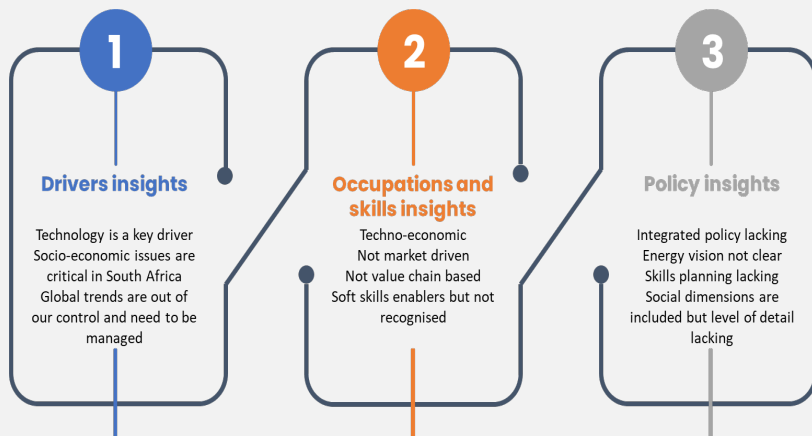 1
Drivers insights
Technology is a key driver
Socio-economic issues are
critical in South Africa
Global trends are out of
our control and need to be
managed
2
Occupations and
skills insights
Techno-economic
Not market driven
Not value chain based
Soft skills enablers but not
recognised
3
Policy insights
Integrated policy lacking
Energy vision not clear
Skills planning lacking
Social dimensions are
included but level of detail
lacking